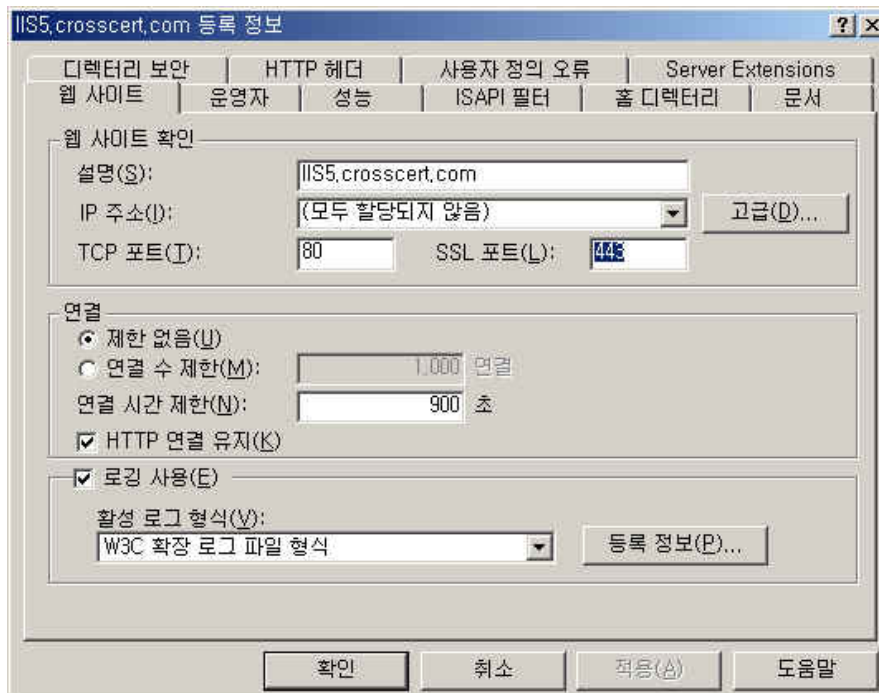 IIS5.crosscert.com 등록 정보
디렉터리 보안 HTTP 헤더 사용자 정의 오류 Server Extensions
웹 사이트 운영자 성능 ISAPI 필터 홈 디렉터리 문서
웹 사이트 확인
설명(S): IIS5.crosscert.com
IP 주소(I): (모두 할당되지 않음) 고급(D)...
TCP 포트(T): 80 SSL 포트(L): 443
연결
제한 없음(U)
연결 수 제한(M): 1,000 연결
연결 시간 제한(N): 900 초
HTTP 연결 유지(K)
로깅 사용(E)
활성 로그 형식(V):
W3C 확장 로그 파일 형식 등록 정보(P)...
확인 취소 적용(A) 도움말